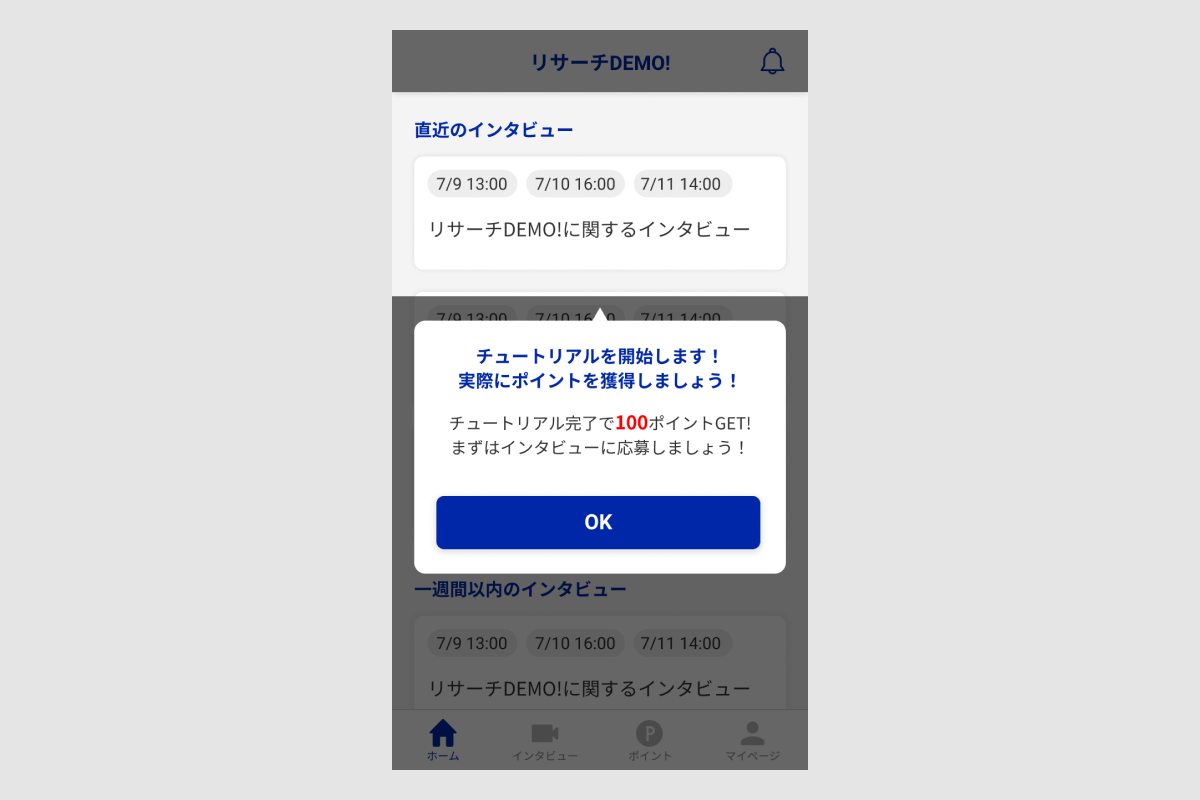 リサーチDEMO!
直近のインタビュー
7/9 13:00 7/10 16:00 7/11 14:00
リサーチDEMO!に関するインタビュー
7/9 13:00 7/10 16:00 7/11 14:00
チュートリアルを開始します！
実際にポイントを獲得しましょう！
チュートリアル完了で100ポイントGET!
まずはインタビューに応募しましょう！
OK
一週間以内のインタビュー
7/9 13:00 7/10 16:00 7/11 14:00
リサーチDEMO!に関するインタビュー
P
ホーム インタビュー ポイント マイページ